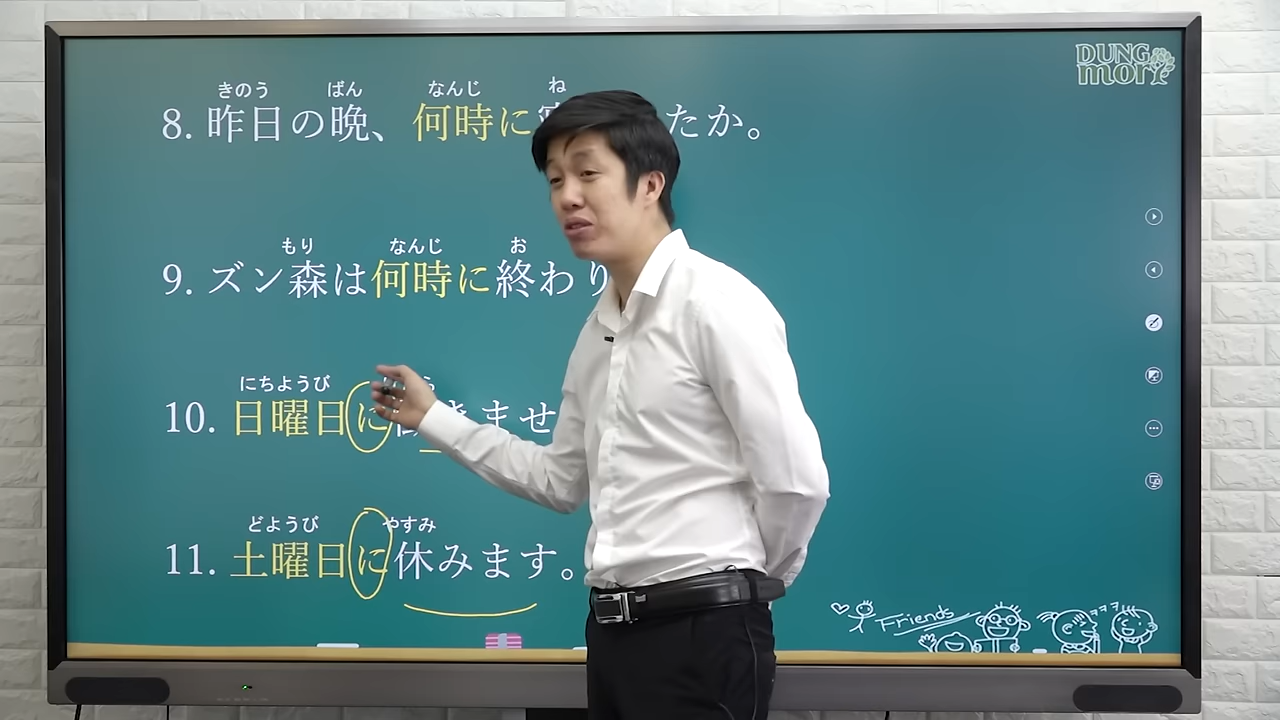 DUNG
mori
きのう ばん なんじ ね
8. 昨日の晩、何時に たか。
もり なんじ お
9. ズン森は何時に終わり
にちようび
10. 日曜日に きませ
どようび やすみ
11. 土曜日に休みます。
Friends